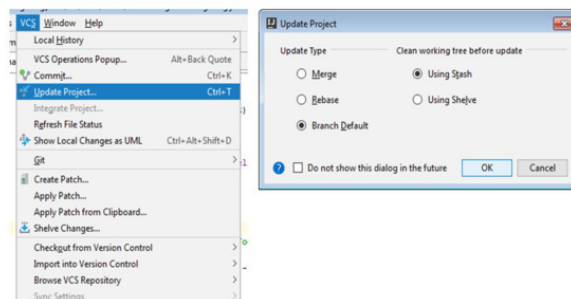 VCS Window Help
Local History
VCS Operations Popup... Alt+Back Quote
Commit... Ctrl+K
Update Project... Ctrl+T
Integrate Project...
Refresh File Status
Show Local Changes as UML Ctrl+Alt+Shift+D
Git
Create Patch...
Apply Patch...
Apply Patch from Clipboard...
Shelve Changes...
Checkout from Version Control
Import into Version Control
Browse VCS Repository
Sync Settings
Update Project
Update Type Clean working tree before update
Merge Using Stash
Rebase Using Shelve
Branch Default
Do not show this dialog in the future OK Cancel